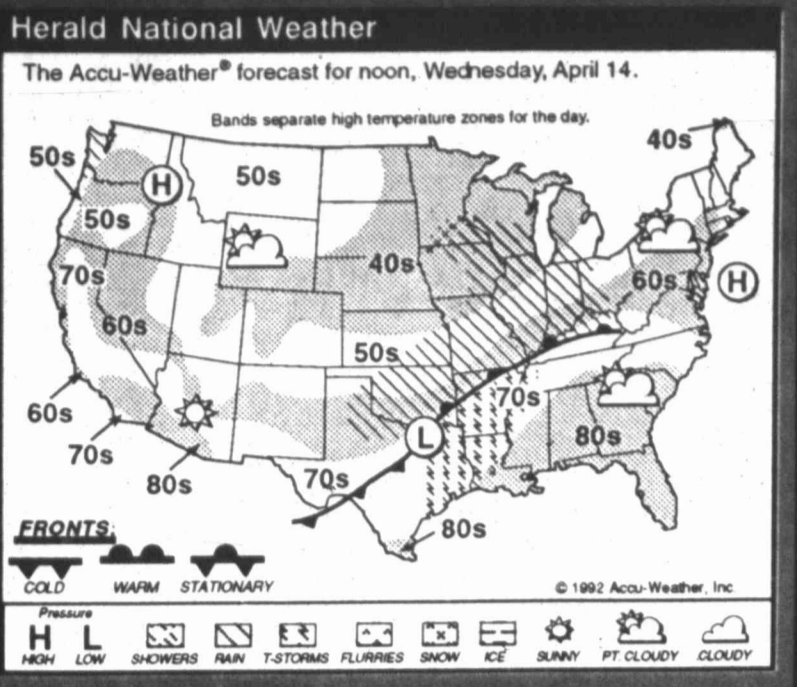 Herald National Weather
The Accu-Weather® forecast for noon, Wednesday, April 14.
Bands separate high temperature zones for the day.
40s
50s
H
50s
50s
40s
70s
60s
H
60s
50s
70s
60s
L
80s
70s
80s
70s
80s
FRONTS:
COLD WARM STATIONARY
© 1992 Accu-Weather, Inc
Pressure
H L
HIGH LOW SHOWERS RAIN T-STORMS FLURRIES SNOW ICE SUNNY PT. CLOUDY CLOUDY